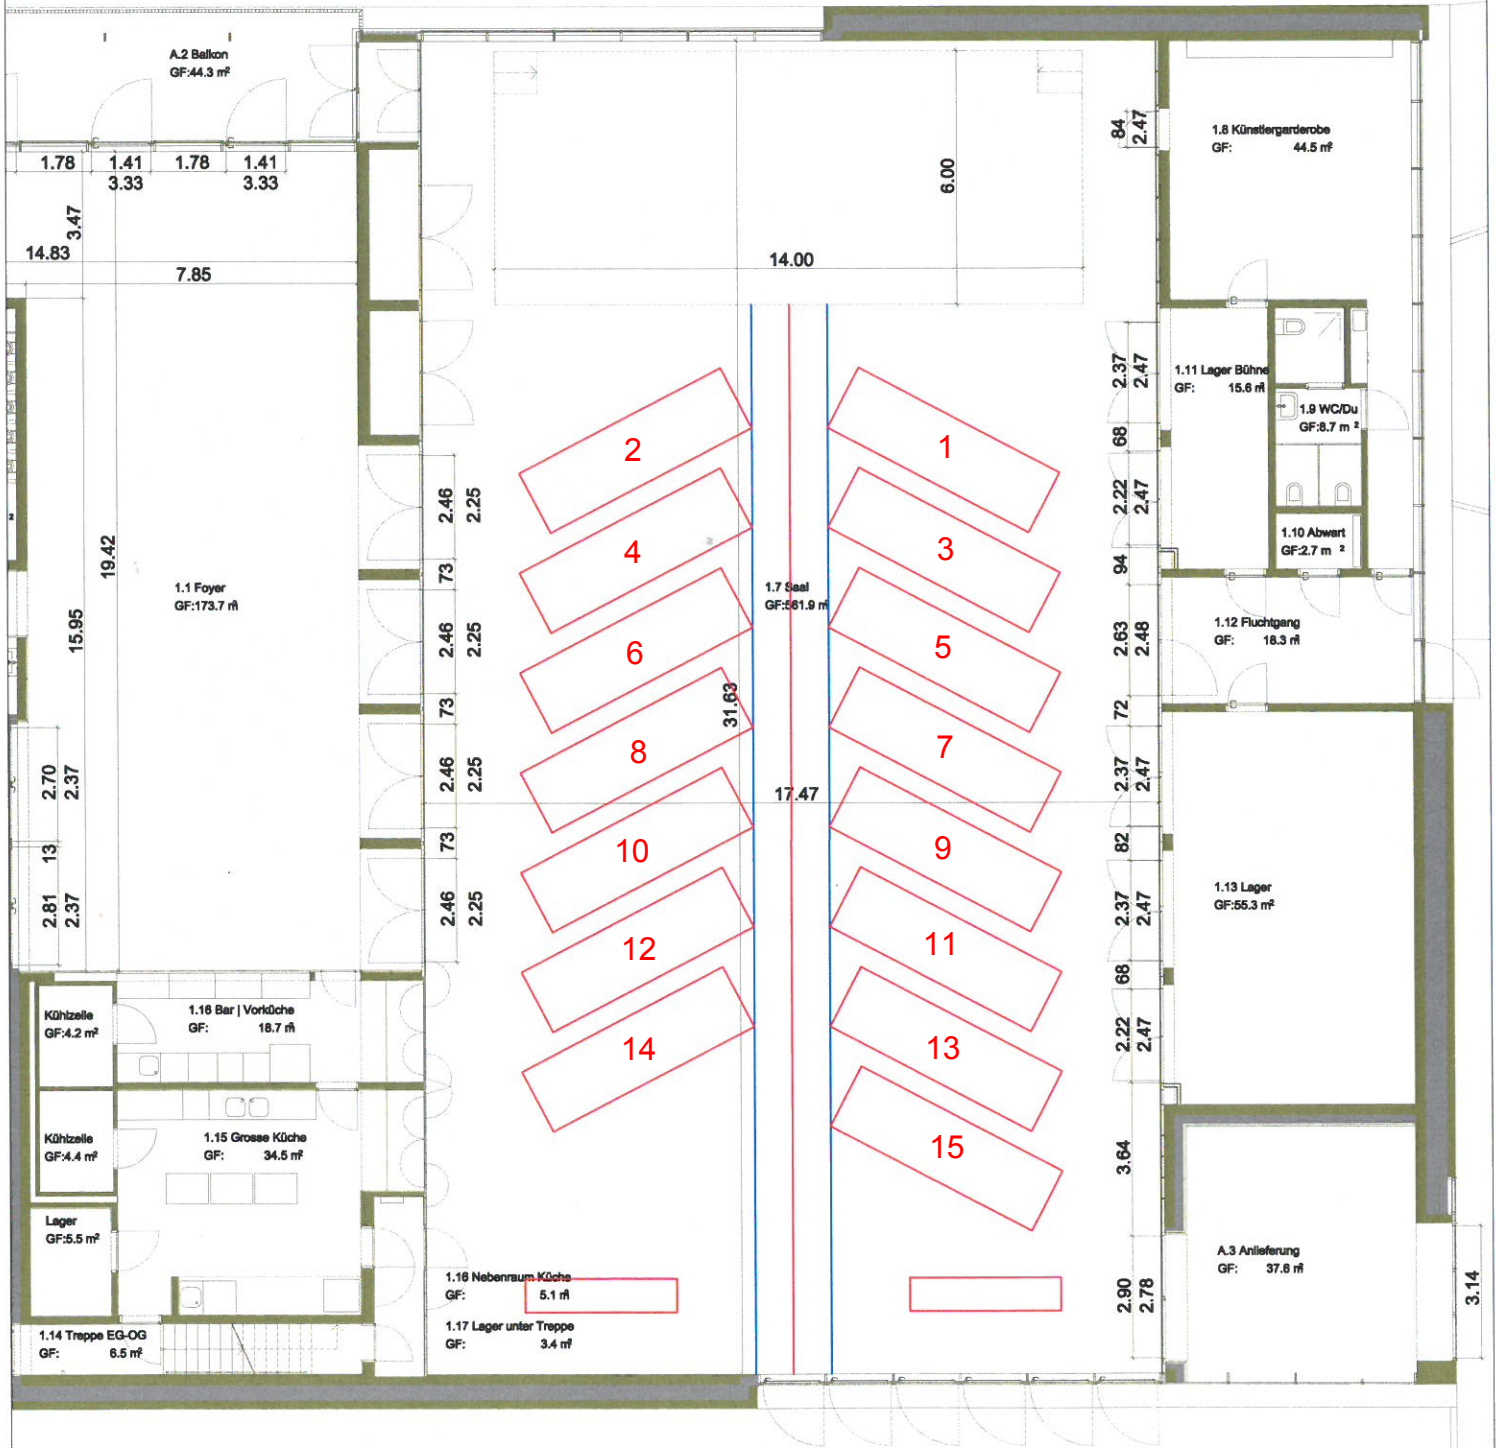 A.2 Balkon
GF:44.3 m²
1.78 1.41 1.78 1.41
3.33 3.33
3.47
14.83
7.85
19.42
15.95
1.1 Foyer
GF:173.7 m²
2.70
2.37
13
2.81
2.37
6.00
14.00
84
2.47
1.8 Künstlergarderobe
GF: 44.5 m²
2.37
2.47
68
2.22
2.47
94
2.63
2.48
72
2.37
2.47
82
2.37
2.47
68
2.22
2.47
3.64
2.90
2.78
3.14
1.11 Lager Bühne
GF: 15.6 m²
1.9 WC/Du
GF:8.7 m ²
1.10 Abwart
GF:2.7 m ²
1.12 Fluchtgang
GF: 18.3 m²
1.13 Lager
GF:55.3 m²
A.3 Anlieferung
GF: 37.6 m²
2.46
2.25
73
2.46
2.25
73
2.46
2.25
73
2.46
2.25
1.7 Saal
GF:561.9 m²
31.63
17.47
2 1
4 3
6 5
8 7
10 9
12 11
14 13
15
Kühlzelle
GF:4.2 m²
1.16 Bar | Vorküche
GF: 18.7 m²
Kühlzelle
GF:4.4 m²
1.15 Grosse Küche
GF: 34.5 m²
Lager
GF:5.5 m²
1.14 Treppe EG-OG
GF: 6.5 m²
1.16 Nebenraum Küche
GF: 5.1 m²
1.17 Lager unter Treppe
GF: 3.4 m²
2